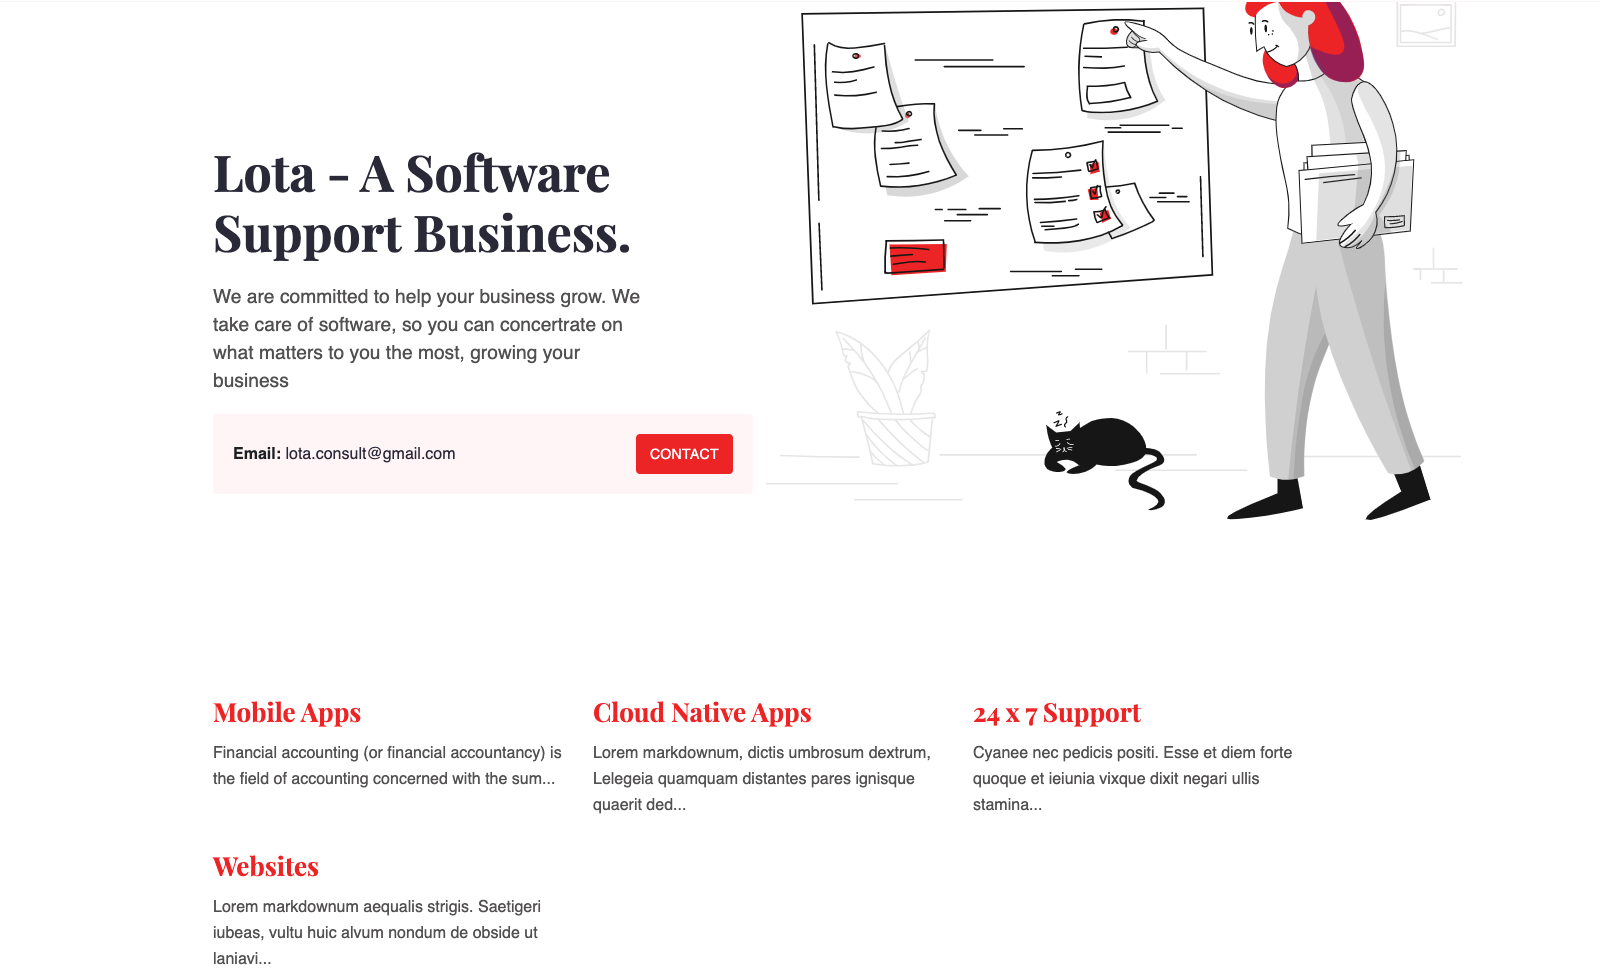 Lota - A Software
Support Business.
We are committed to help your business grow. We
take care of software, so you can concertrate on
what matters to you the most, growing your
business
Email: lota.consult@gmail.com
CONTACT
Mobile Apps
Financial accounting (or financial accountancy) is
the field of accounting concerned with the sum...
Cloud Native Apps
Lorem markdownum, dictis umbrosum dextrum,
Lelegeia quamquam distantes pares ignisque
quaerit ded...
24 x 7 Support
Cyanee nec pedicis positi. Esse et diem forte
quoque et ieiunia vixque dixit negari ullis
stamina...
Websites
Lorem markdownum aequalis strigis. Saetigeri
iubeas, vultu huic alvum nondum de obside ut
laniavi...